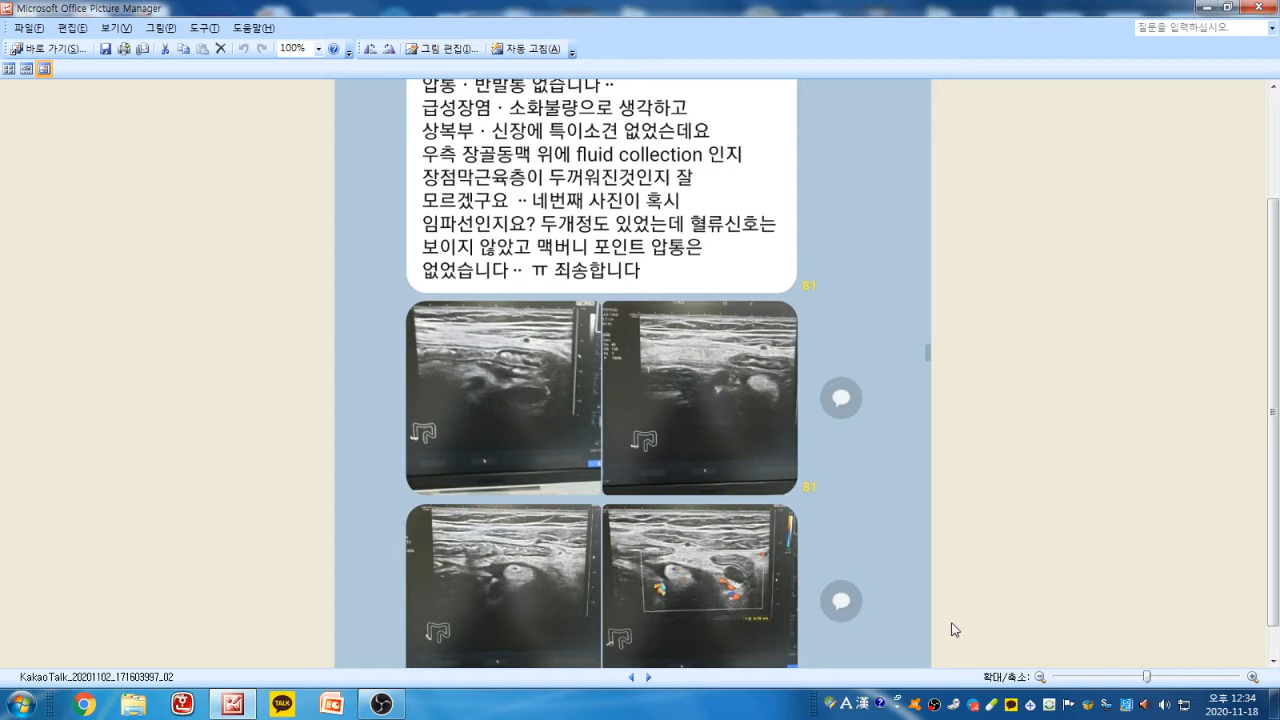 Microsoft Office Picture Manager
파일(F) 편집(E) 보기(V) 그림(P) 도구(T) 도움말(H)
질문을 입력하십시오.
바로 가기(S)... 100% 그림 편집(I)... 자동 고침(A)
압통 · 반발통 없습니다··
급성장염 · 소화불량으로 생각하고
상복부 · 신장에 특이소견 없었슨데요
우측 장골동맥 위에 fluid collection 인지
장점막근육층이 두꺼워진것인지 잘
모르겠구요 ·· 네번째 사진이 혹시
임파선인지요? 두개정도 있었는데 혈류신호는
보이지 않았고 맥버니 포인트 압통은
없었습니다·· ㅠ 죄송합니다
81
81
KakaoTalk_20201102_171603997_02
확대/축소:
TALK
A 漢
오후 12:34
2020-11-18